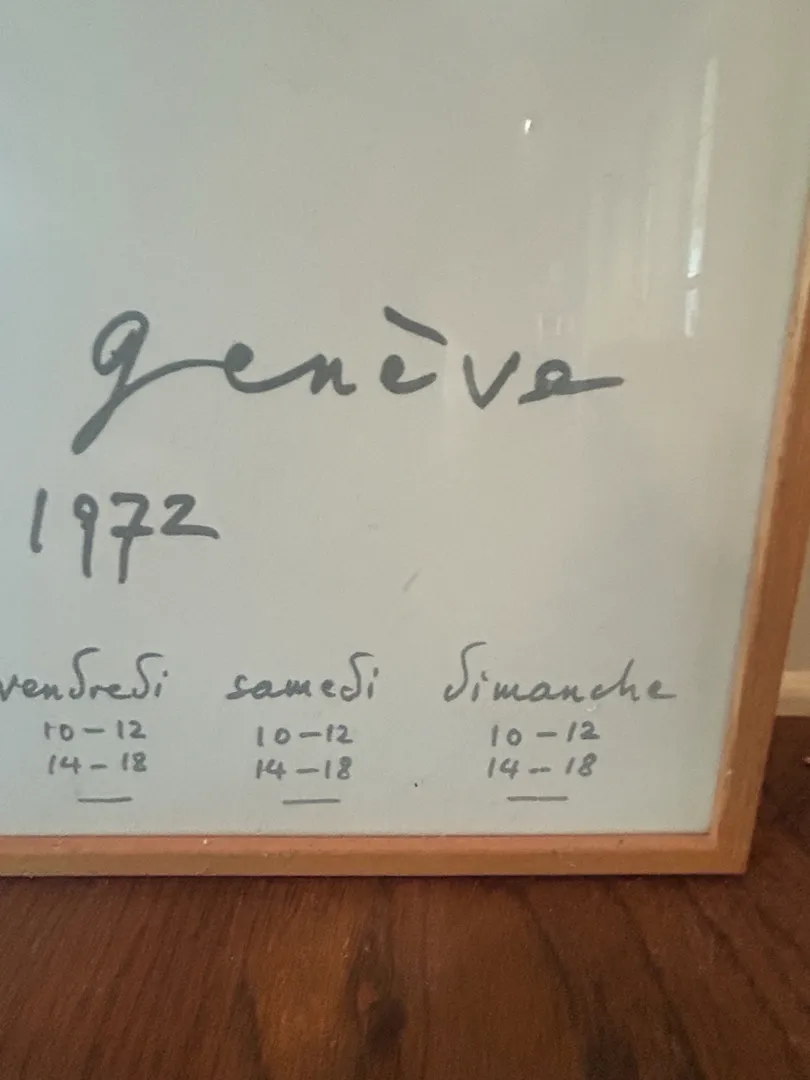 genève
1972
vendredi samedi dimanche
10-12 10-12 10-12
14-18 14-18 14-18